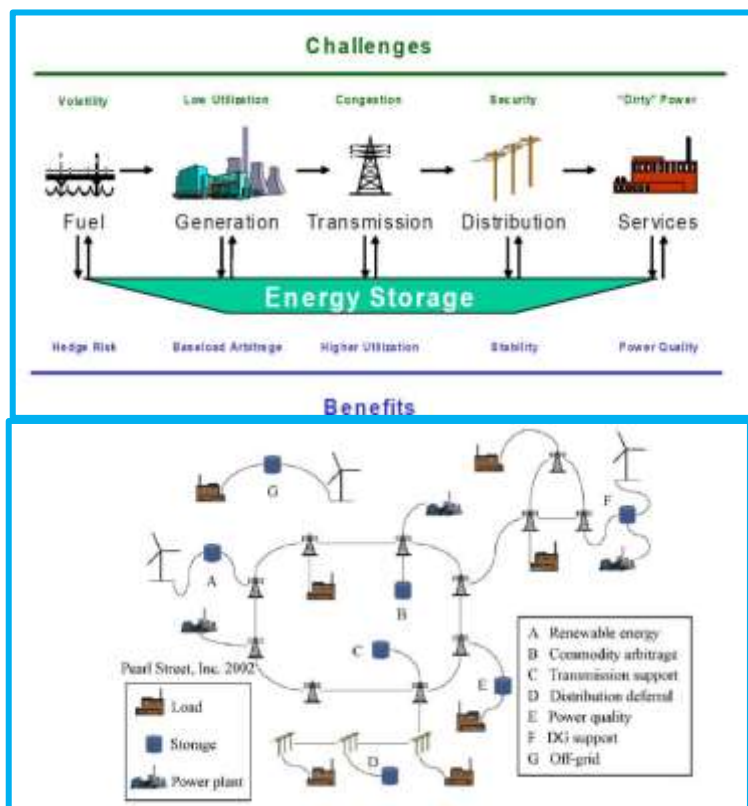 Challenges
Volatility Low Utilization Congestion Security "Dirty" Power
Fuel Generation Transmission Distribution Services
Energy Storage
Hedge Risk Baseload Arbitrage Higher Utilization Stability Power Quality
Benefits
G
F
A
B
C
E
D
Pearl Street, Inc. 2002
Load
Storage
Power plant
A Renewable energy
B Commodity arbitrage
C Transmission support
D Distribution deferral
E Power quality
F DG support
G Off-grid